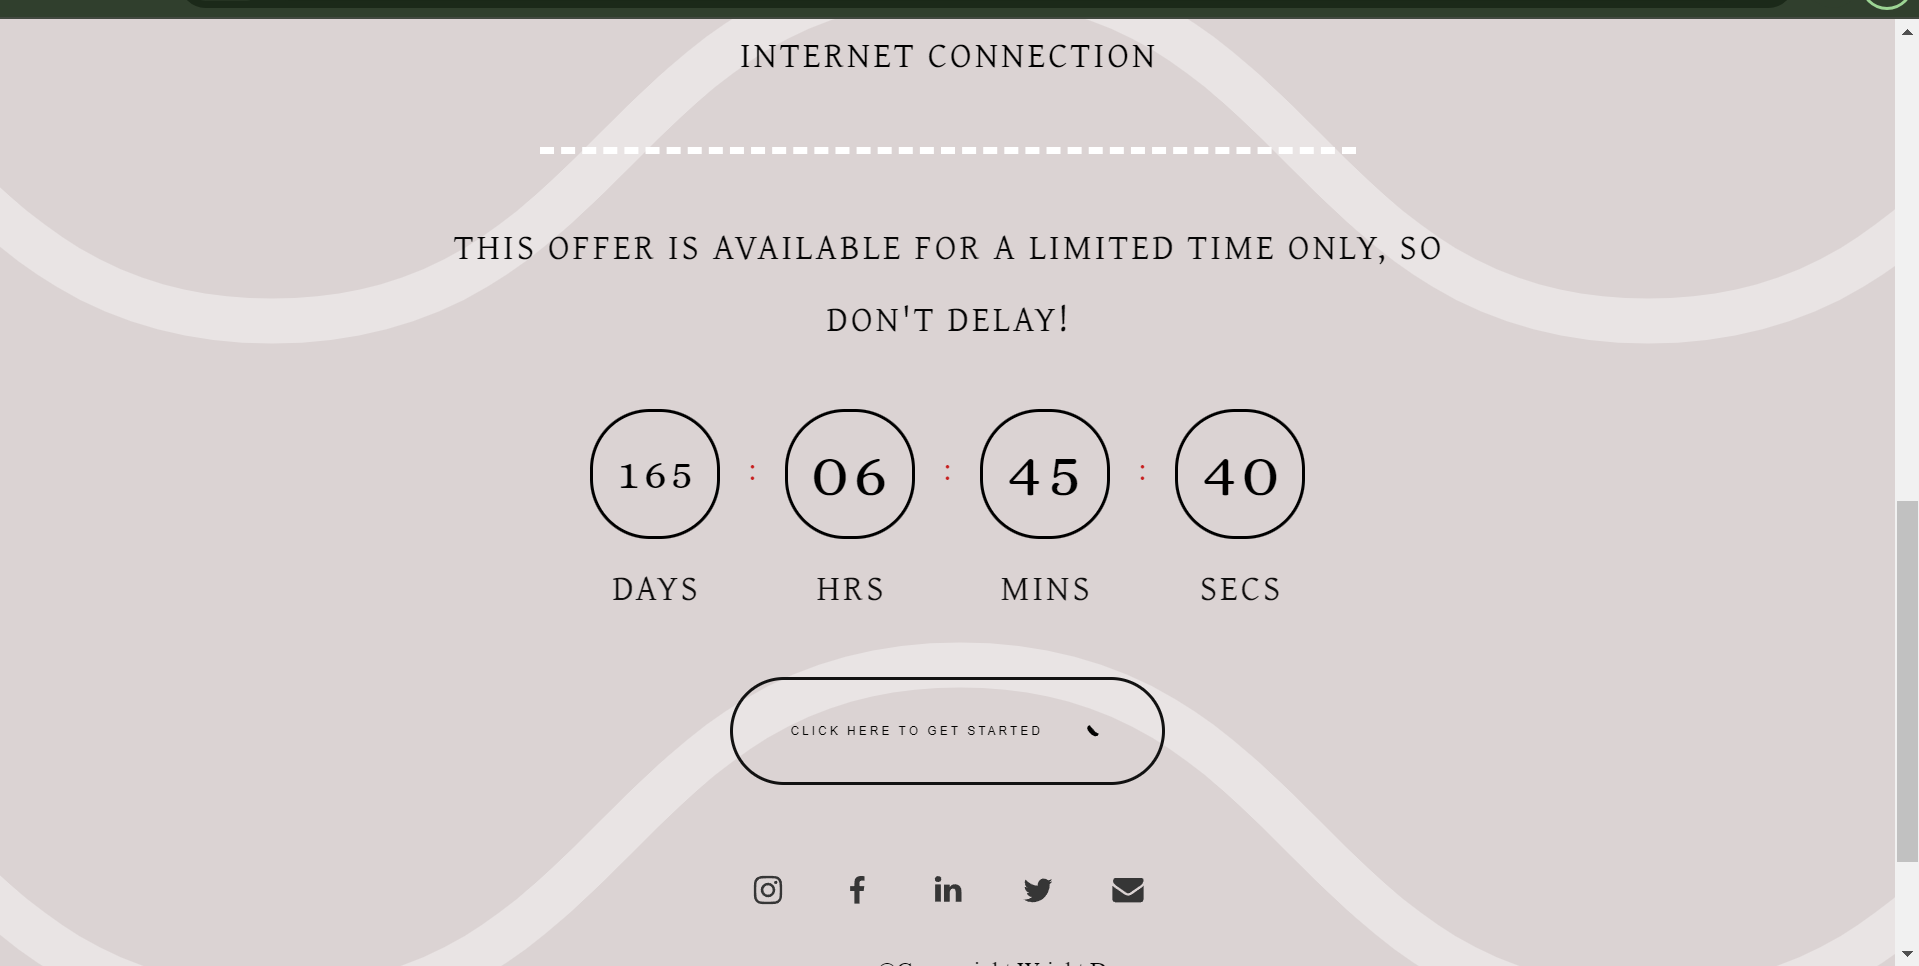 INTERNET CONNECTION
THIS OFFER IS AVAILABLE FOR A LIMITED TIME ONLY, SO
DON'T DELAY!
165 : 06 : 45 : 40
DAYS HRS MINS SECS
CLICK HERE TO GET STARTED